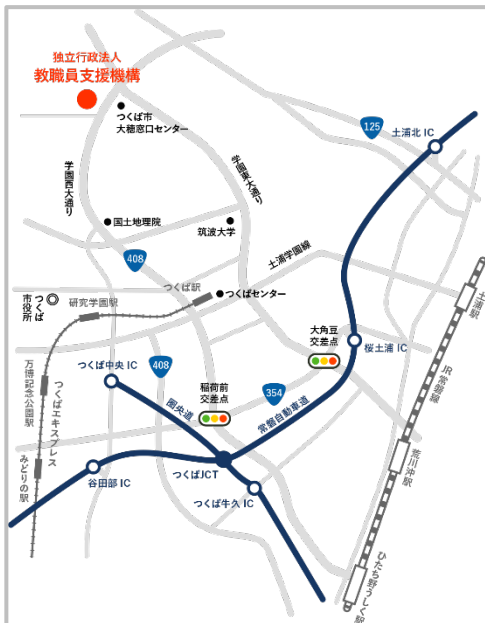 独立行政法人
教職員支援機構
つくば市
大穂窓口センター
125
土浦北 IC
学園西大通り
学園東大通り
国土地理院
筑波大学
408
土浦学園線
つくば駅
つくばセンター
研究学園駅
つくば
市役所
土浦駅
大角豆
交差点
桜土浦 IC
つくば中央 IC
408
稲荷前
交差点
354
JR常磐線
万博記念公園駅
つくばエキスプレス
圏央道
常磐自動車道
みどりの駅
谷田部 IC
つくばJCT
つくば牛久 IC
荒川沖駅
ひたち野うしく駅